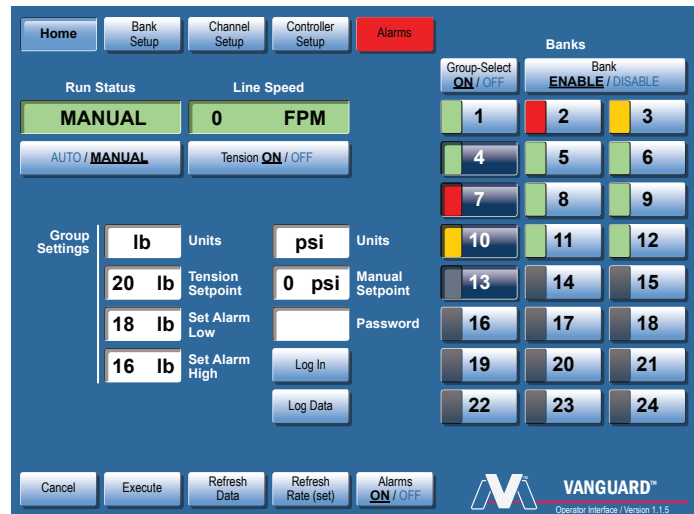 Home
Bank Setup
Channel Setup
Controller Setup
Alarms
Banks
Group-Select ON / OFF
Bank ENABLE / DISABLE
Run Status
Line Speed
MANUAL
0 FPM
AUTO / MANUAL
Tension ON / OFF
1 2 3
4 5 6
7 8 9
10 11 12
13 14 15
16 17 18
19 20 21
22 23 24
Group Settings
lb Units
20 lb Tension Setpoint
18 lb Set Alarm Low
16 lb Set Alarm High
psi Units
0 psi Manual Setpoint
Password
Log In
Log Data
Cancel
Execute
Refresh Data
Refresh Rate (set)
Alarms ON / OFF
VANGUARD™
Operator Interface / Version 1.1.5